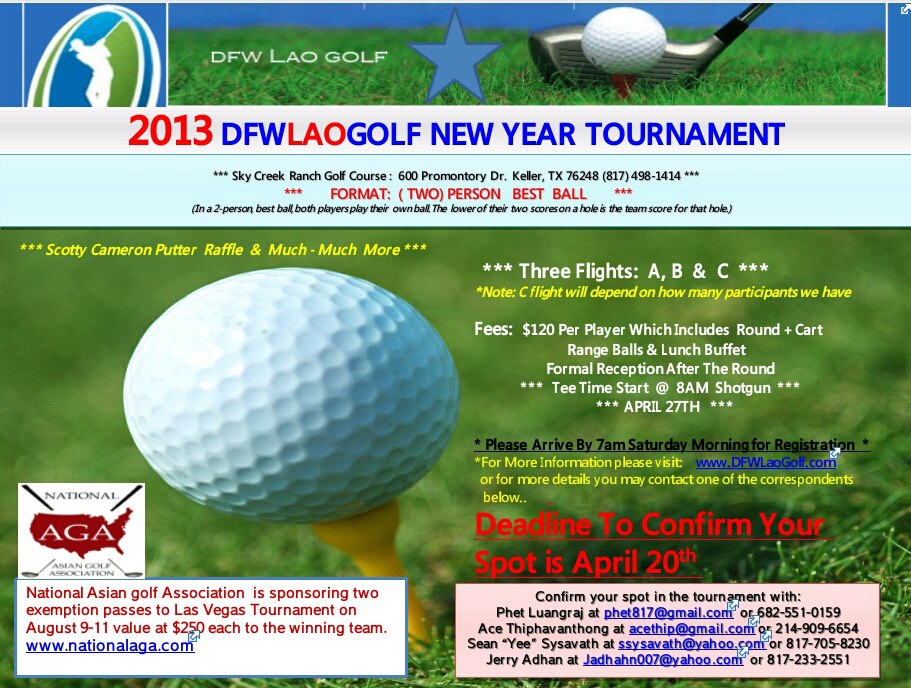 DFW LAO GOLF
2013 DFWLAOGOLF NEW YEAR TOURNAMENT
*** Sky Creek Ranch Golf Course : 600 Promontory Dr. Keller, TX 76248 (817) 498-1414 ***
*** FORMAT: ( TWO) PERSON BEST BALL ***
(In a 2-person, best ball, both players play their own ball. The lower of their two scores on a hole is the team score for that hole.)
*** Scotty Cameron Putter Raffle & Much - Much More ***
*** Three Flights: A, B & C ***
*Note: C flight will depend on how many participants we have
Fees: $120 Per Player Which Includes Round + Cart
Range Balls & Lunch Buffet
Formal Reception After The Round
*** Tee Time Start @ 8AM Shotgun ***
*** APRIL 27TH ***
* Please Arrive By 7am Saturday Morning for Registration *
*For More Information please visit: www.DFWLaoGolf.com
or for more details you may contact one of the correspondents
below..
Deadline To Confirm Your
Spot is April 20th
NATIONAL
AGA
ASIAN GOLF
ASSOCIATION
National Asian golf Association is sponsoring two
exemption passes to Las Vegas Tournament on
August 9-11 value at $250 each to the winning team.
www.nationalaga.com
Confirm your spot in the tournament with:
Phet Luangraj at phet817@gmail.com or 682-551-0159
Ace Thiphavanthong at acethip@gmail.com or 214-909-6654
Sean "Yee" Sysavath at ssysavath@yahoo.com or 817-705-8230
Jerry Adhan at Jadhahn007@yahoo.com or 817-233-2551